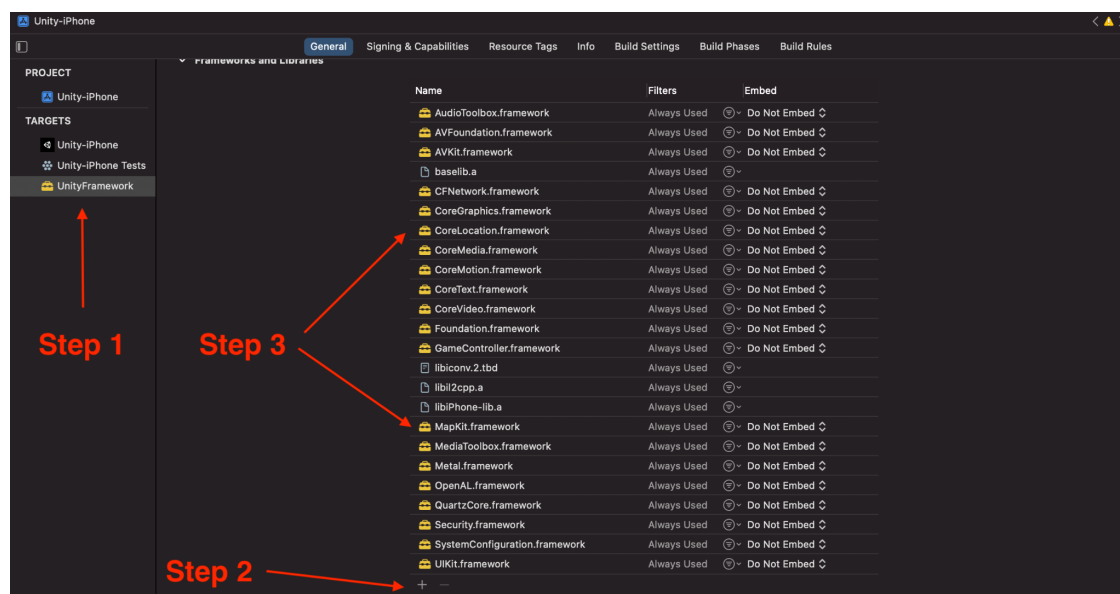 Unity-iPhone
General Signing & Capabilities Resource Tags Info Build Settings Build Phases Build Rules
PROJECT
Unity-iPhone
TARGETS
Unity-iPhone
Unity-iPhone Tests
UnityFramework
Step 1
Frameworks and Libraries
Name Filters Embed
AudioToolbox.framework Always Used Do Not Embed
AVFoundation.framework Always Used Do Not Embed
AVKit.framework Always Used Do Not Embed
baselib.a Always Used
CFNetwork.framework Always Used Do Not Embed
CoreGraphics.framework Always Used Do Not Embed
CoreLocation.framework Always Used Do Not Embed
CoreMedia.framework Always Used Do Not Embed
CoreMotion.framework Always Used Do Not Embed
CoreText.framework Always Used Do Not Embed
CoreVideo.framework Always Used Do Not Embed
Foundation.framework Always Used Do Not Embed
Step 3
GameController.framework Always Used Do Not Embed
libiconv.2.tbd Always Used
libil2cpp.a Always Used
libiPhone-lib.a Always Used
MapKit.framework Always Used Do Not Embed
MediaToolbox.framework Always Used Do Not Embed
Metal.framework Always Used Do Not Embed
OpenAL.framework Always Used Do Not Embed
QuartzCore.framework Always Used Do Not Embed
Security.framework Always Used Do Not Embed
SystemConfiguration.framework Always Used Do Not Embed
UIKit.framework Always Used Do Not Embed
Step 2